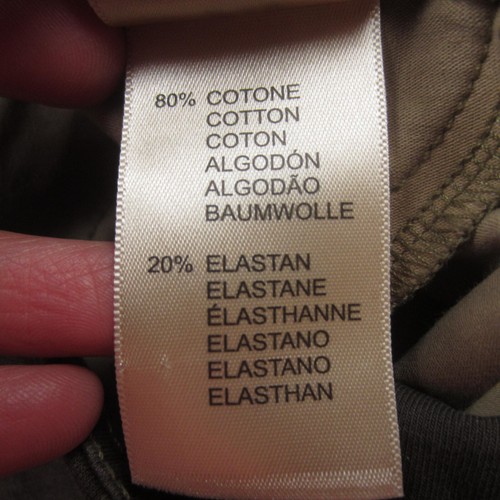 80% COTONE
COTTON
COTON
ALGODÓN
ALGODÃO
BAUMWOLLE
20% ELASTAN
ELASTANE
ÉLASTHANNE
ELASTANO
ELASTANO
ELASTHAN